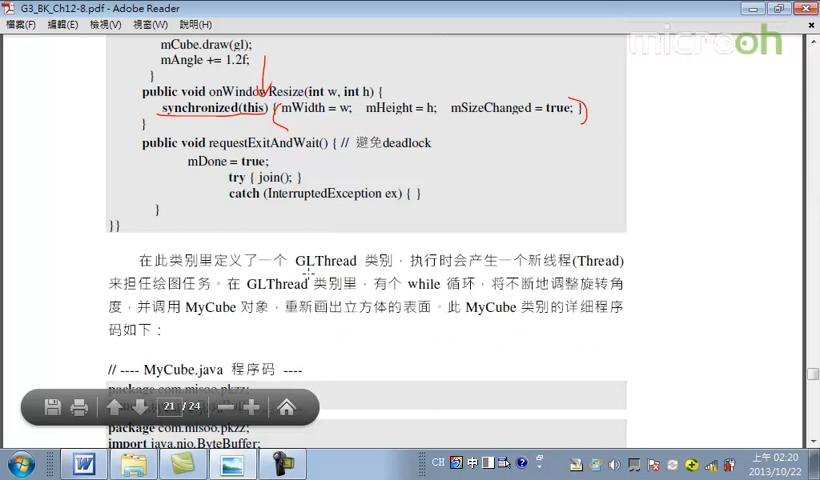 G3_BK_Ch12-8.pdf - Adobe Reader
檔案(F) 編輯(E) 檢視(V) 視窗(W) 說明(H)
microoh
mCube.draw(gl);
mAngle += 1.2f;
}
public void onWindowResize(int w, int h) {
synchronized(this) { mWidth = w; mHeight = h; mSizeChanged = true; }
}
public void requestExitAndWait() { // 避免deadlock
mDone = true;
try { join(); }
catch (InterruptedException ex) { }
}
}}
在此类别里定义了一个 GLThread 类别，执行时会产生一个新线程(Thread)
来担任绘图任务。在 GLThread 类别里，有个 while 循环，将不断地调整旋转角
度，并调用 MyCube 对象，重新画出立方体的表面。此 MyCube 类别的详细程序
码如下：
// ---- MyCube.java 程序码 ----
package com.misoo.pkzz;
21 / 24
package com.misoo.pkzz;
import java.nio.ByteBuffer;
CH
上午 02:20
2013/10/22